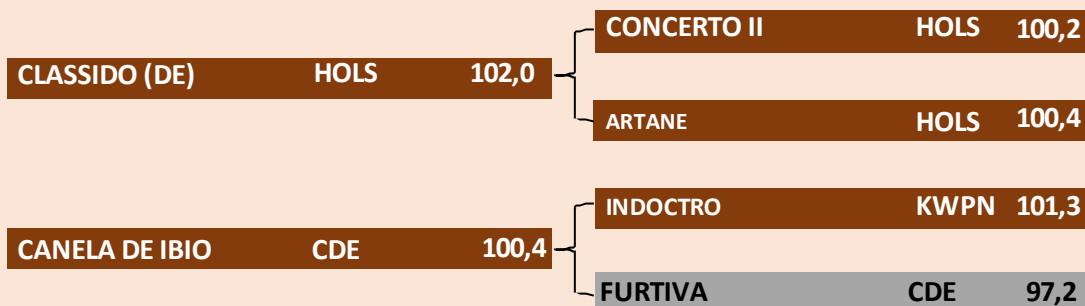 CONCERTO II HOLS 100,2
CLASSIDO (DE) HOLS 102,0
ARTANE HOLS 100,4
INDOCTRO KWPN 101,3
CANELA DE IBIO CDE 100,4
FURTIVA CDE 97,2